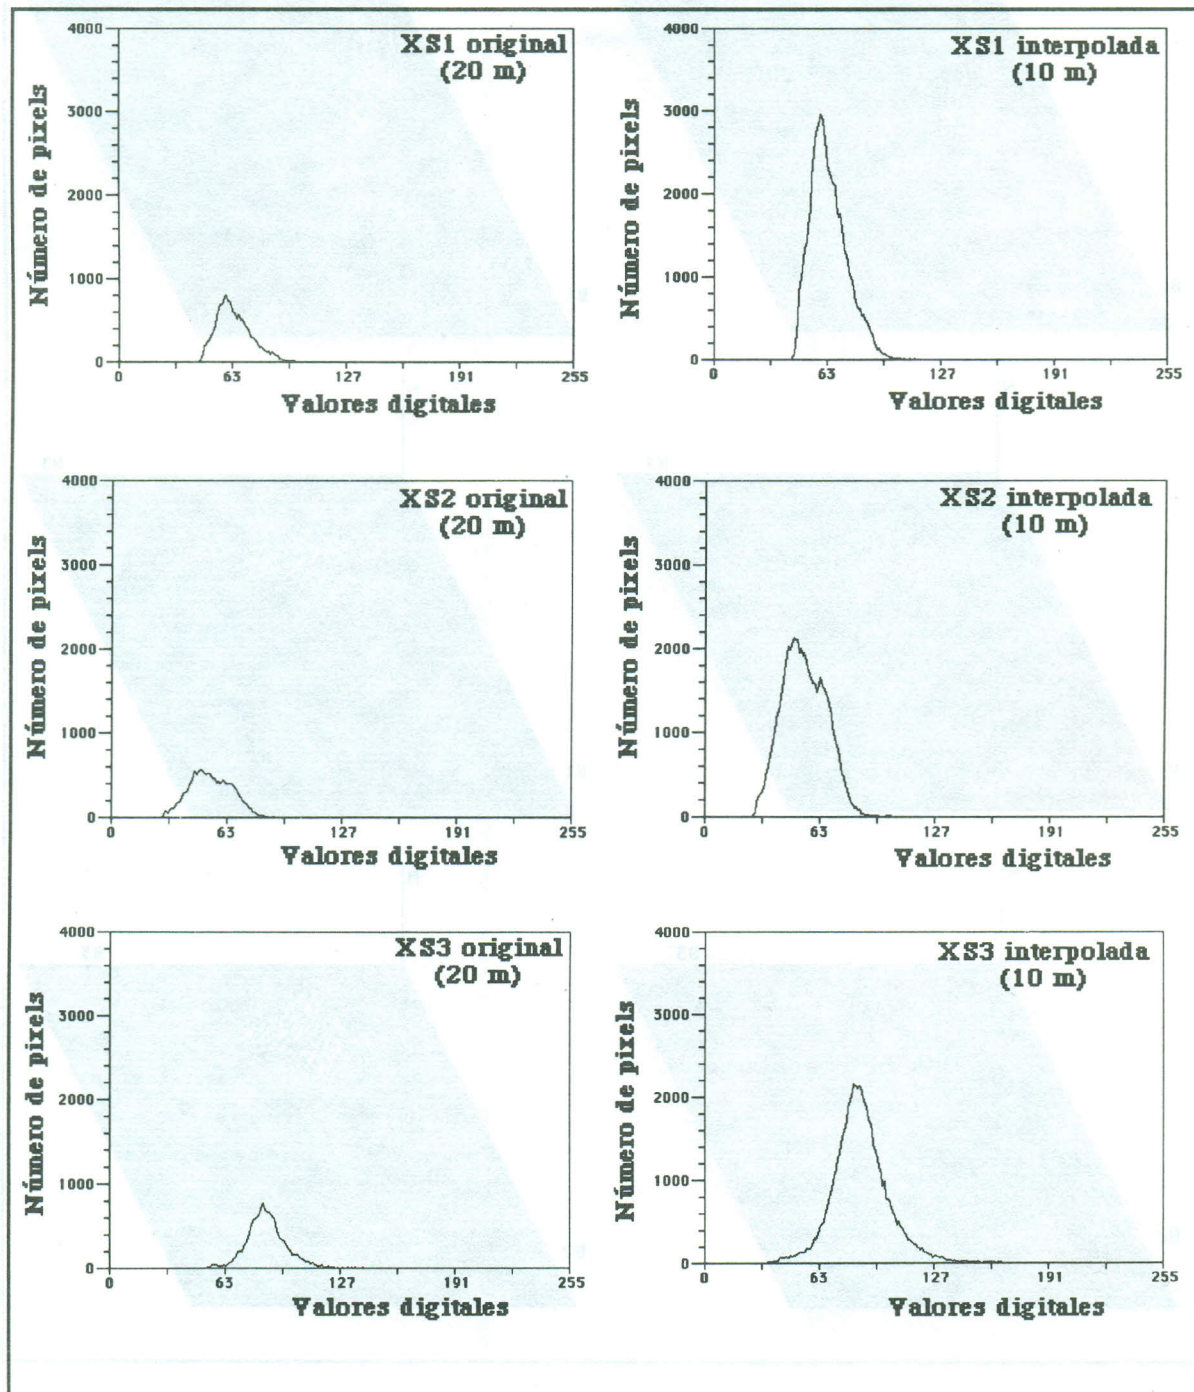 XS1 original
(20 m)
4000
3000
2000
1000
0
Número de pixels
0 63 127 191 255
Valores digitales
XS1 interpolada
(10 m)
4000
3000
2000
1000
0
Número de pixels
0 63 127 191 255
Valores digitales
XS2 original
(20 m)
4000
3000
2000
1000
0
Número de pixels
0 63 127 191 255
Valores digitales
XS2 interpolada
(10 m)
4000
3000
2000
1000
0
Número de pixels
0 63 127 191 255
Valores digitales
XS3 original
(20 m)
4000
3000
2000
1000
0
Número de pixels
0 63 127 191 255
Valores digitales
XS3 interpolada
(10 m)
4000
3000
2000
1000
0
Número de pixels
0 63 127 191 255
Valores digitales